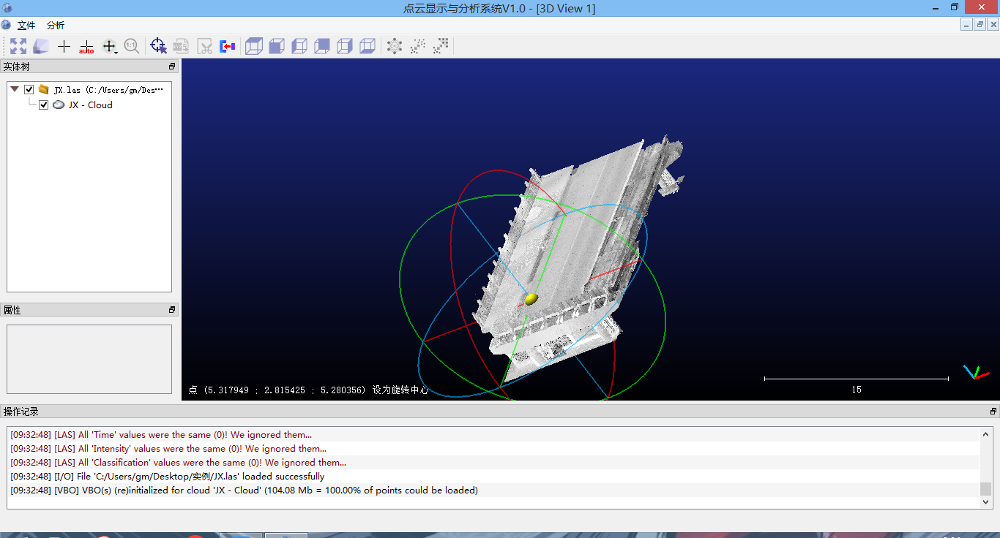 点云显示与分析系统V1.0 - [3D View 1]
文件 分析
auto 1:1
实体树
JX.las (C:/Users/gm/Des···
JX - Cloud
属性
点 (5.317949 ; 2.815425 ; 5.280356) 设为旋转中心
15
操作记录
[09:32:48] [LAS] All 'Time' values were the same (0)! We ignored them...
[09:32:48] [LAS] All 'Intensity' values were the same (0)! We ignored them...
[09:32:48] [LAS] All 'Classification' values were the same (0)! We ignored them...
[09:32:48] [I/O] File 'C:/Users/gm/Desktop/实例/JX.las' loaded successfully
[09:32:48] [VBO] VBO(s) (re)initialized for cloud 'JX - Cloud' (104.08 Mb = 100.00% of points could be loaded)